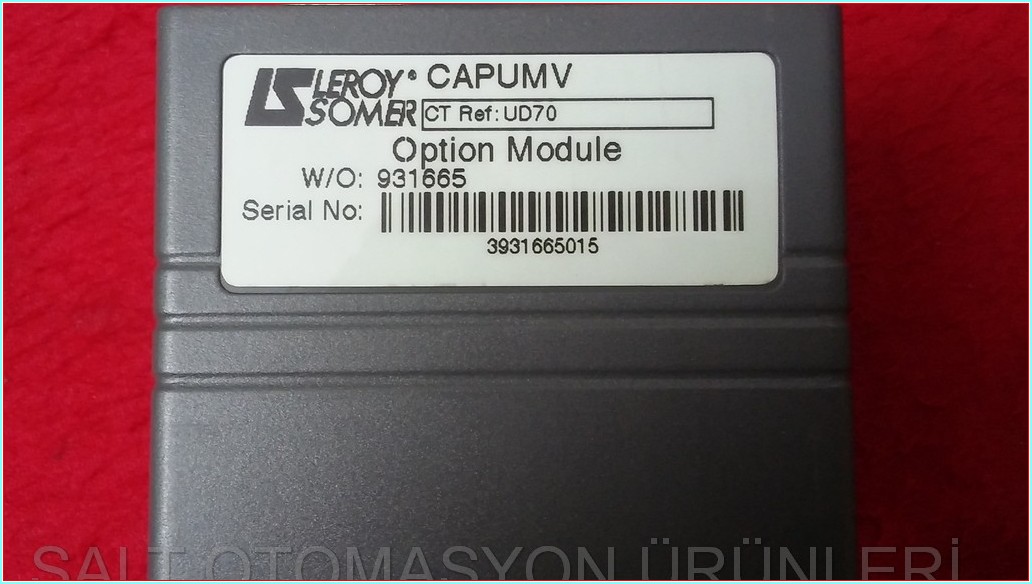 LEROY® CAPUMV
SOMER CT Ref: UD70
Option Module
W/O: 931665
Serial No:
3931665015
SALT OTOMASYON ÜRÜNLERİ